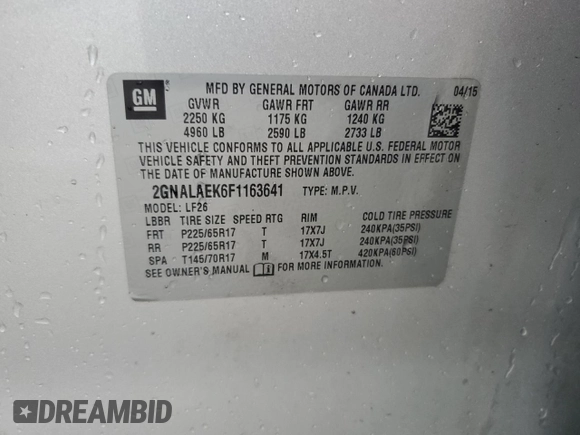 GM
MFD BY GENERAL MOTORS OF CANADA LTD. 04/15
GVWR GAWR FRT GAWR RR
2250 KG 1175 KG 1240 KG
4960 LB 2590 LB 2733 LB
THIS VEHICLE CONFORMS TO ALL APPLICABLE U.S. FEDERAL MOTOR
VEHICLE SAFETY AND THEFT PREVENTION STANDARDS IN EFFECT ON
THE DATE OF MANUFACTURE SHOWN ABOVE.
2GNALAEK6F1163641 TYPE: M.P.V.
MODEL: LF26
LBBR TIRE SIZE SPEED RTG RIM COLD TIRE PRESSURE
FRT P225/65R17 T 17X7J 240KPA(35PSI)
RR P225/65R17 T 17X7J 240KPA(35PSI)
SPA T145/70R17 M 17X4.5T 420KPA(60PSI)
SEE OWNER'S MANUAL FOR MORE INFORMATION.
DREAMBID